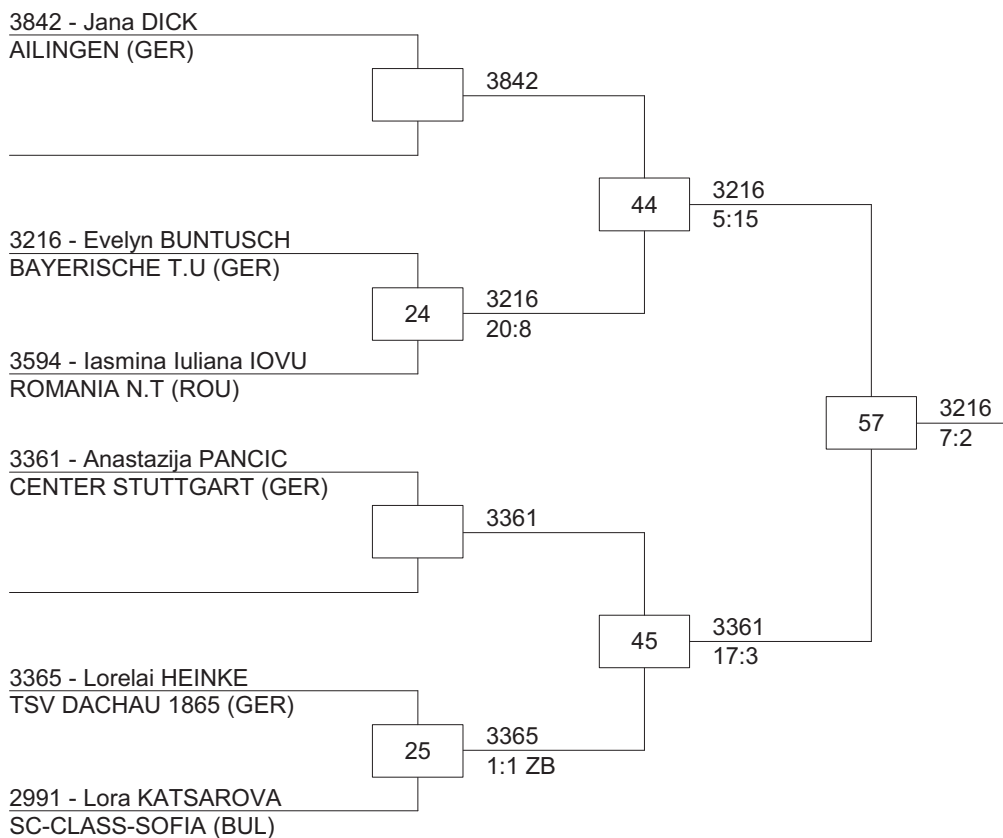 3842 - Jana DICK
AILINGEN (GER)
3842
44
3216
5:15
3216 - Evelyn BUNTUSCH
BAYERISCHE T.U (GER)
24
3216
20:8
3594 - Iasmina Iuliana IOVU
ROMANIA N.T (ROU)
57
3216
7:2
3361 - Anastazija PANCIC
CENTER STUTTGART (GER)
3361
45
3361
17:3
3365 - Lorelai HEINKE
TSV DACHAU 1865 (GER)
25
3365
1:1 ZB
2991 - Lora KATSAROVA
SC-CLASS-SOFIA (BUL)